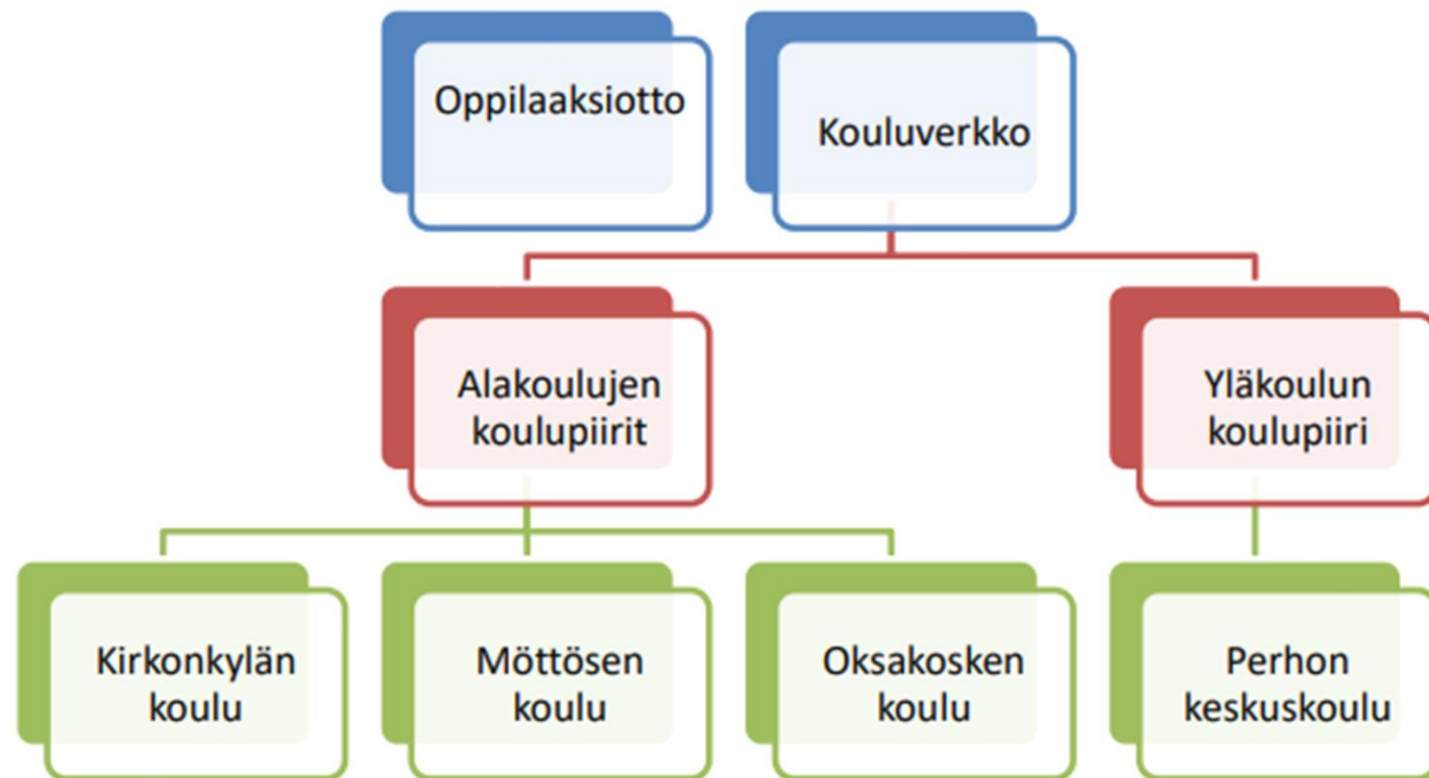 Oppilaaksiotto
Kouluverkko
Alakoulujen
koulupiirit
Yläkoulun
koulupiiri
Kirkonkylän
koulu
Möttösen
koulu
Oksakosken
koulu
Perhon
keskuskoulu